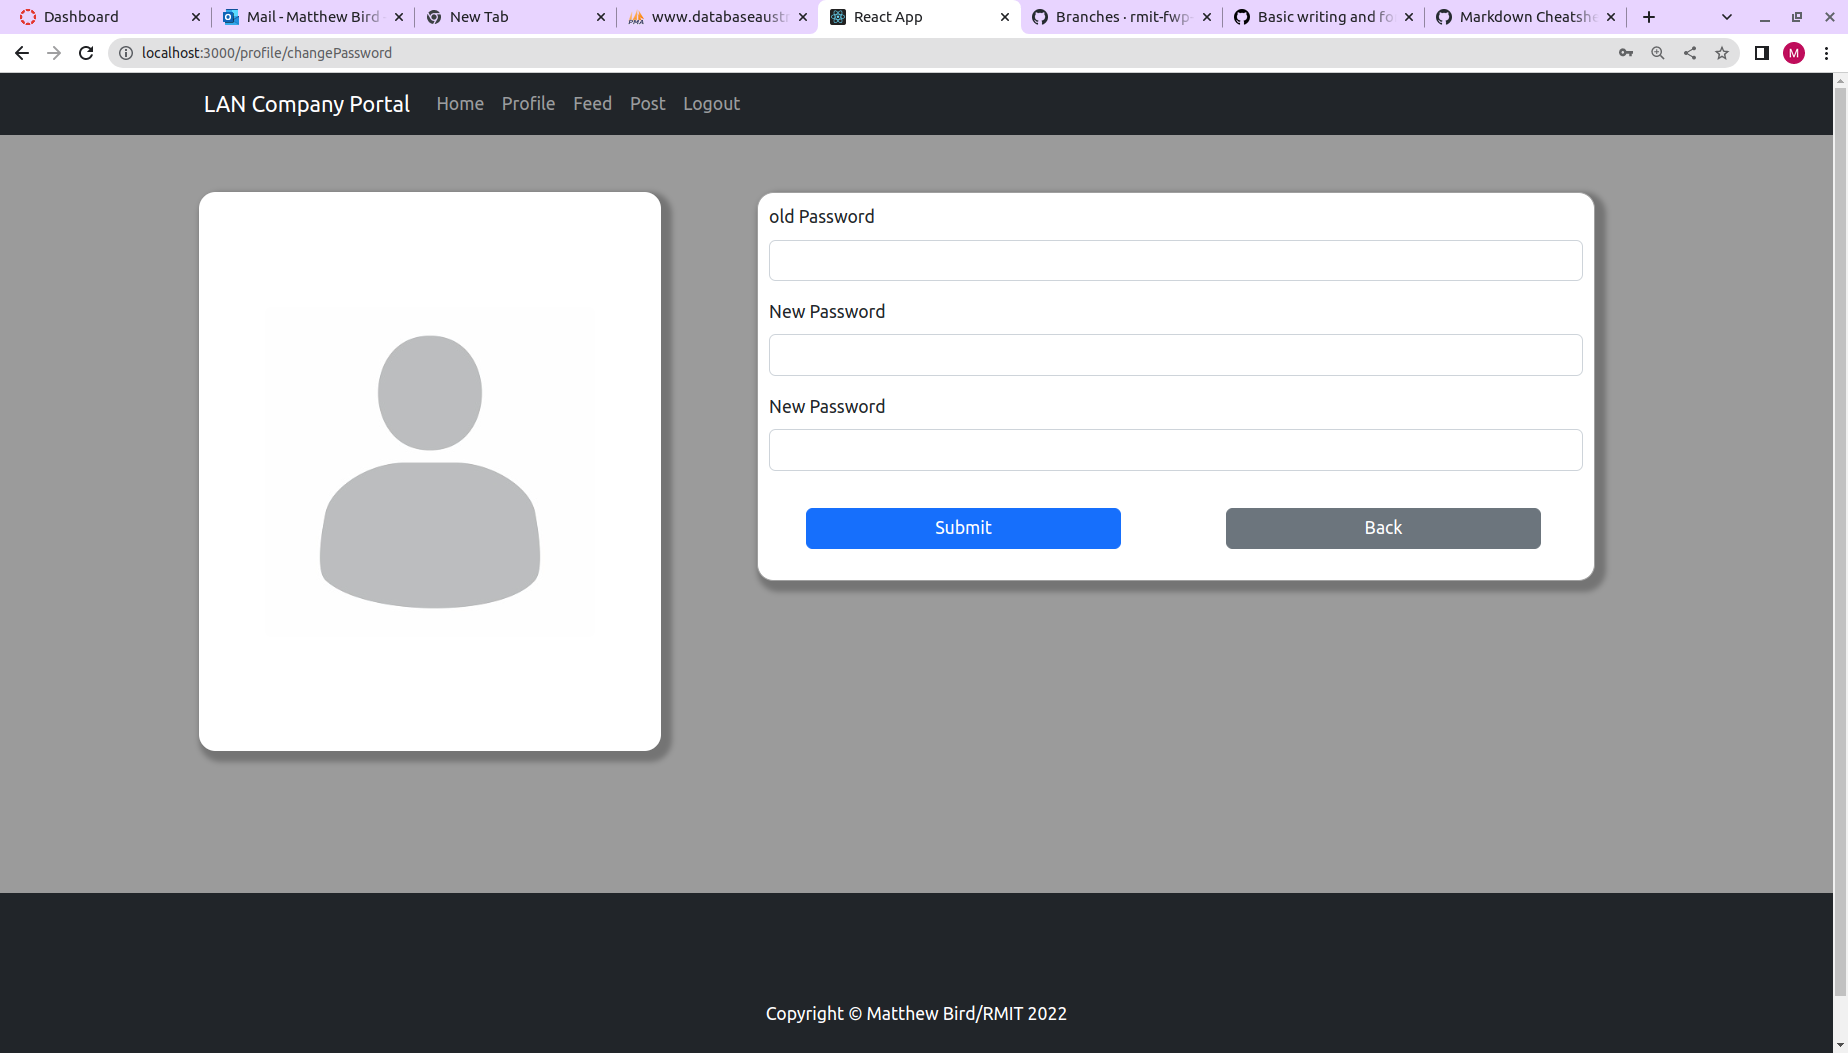 Dashboard
Mail - Matthew Bird -
New Tab
www.databaseaust
React App
Branches · rmit-fwp-
Basic writing and fo
Markdown Cheatshe
localhost:3000/profile/changePassword
M
LAN Company Portal
Home
Profile
Feed
Post
Logout
old Password
New Password
New Password
Submit
Back
Copyright © Matthew Bird/RMIT 2022